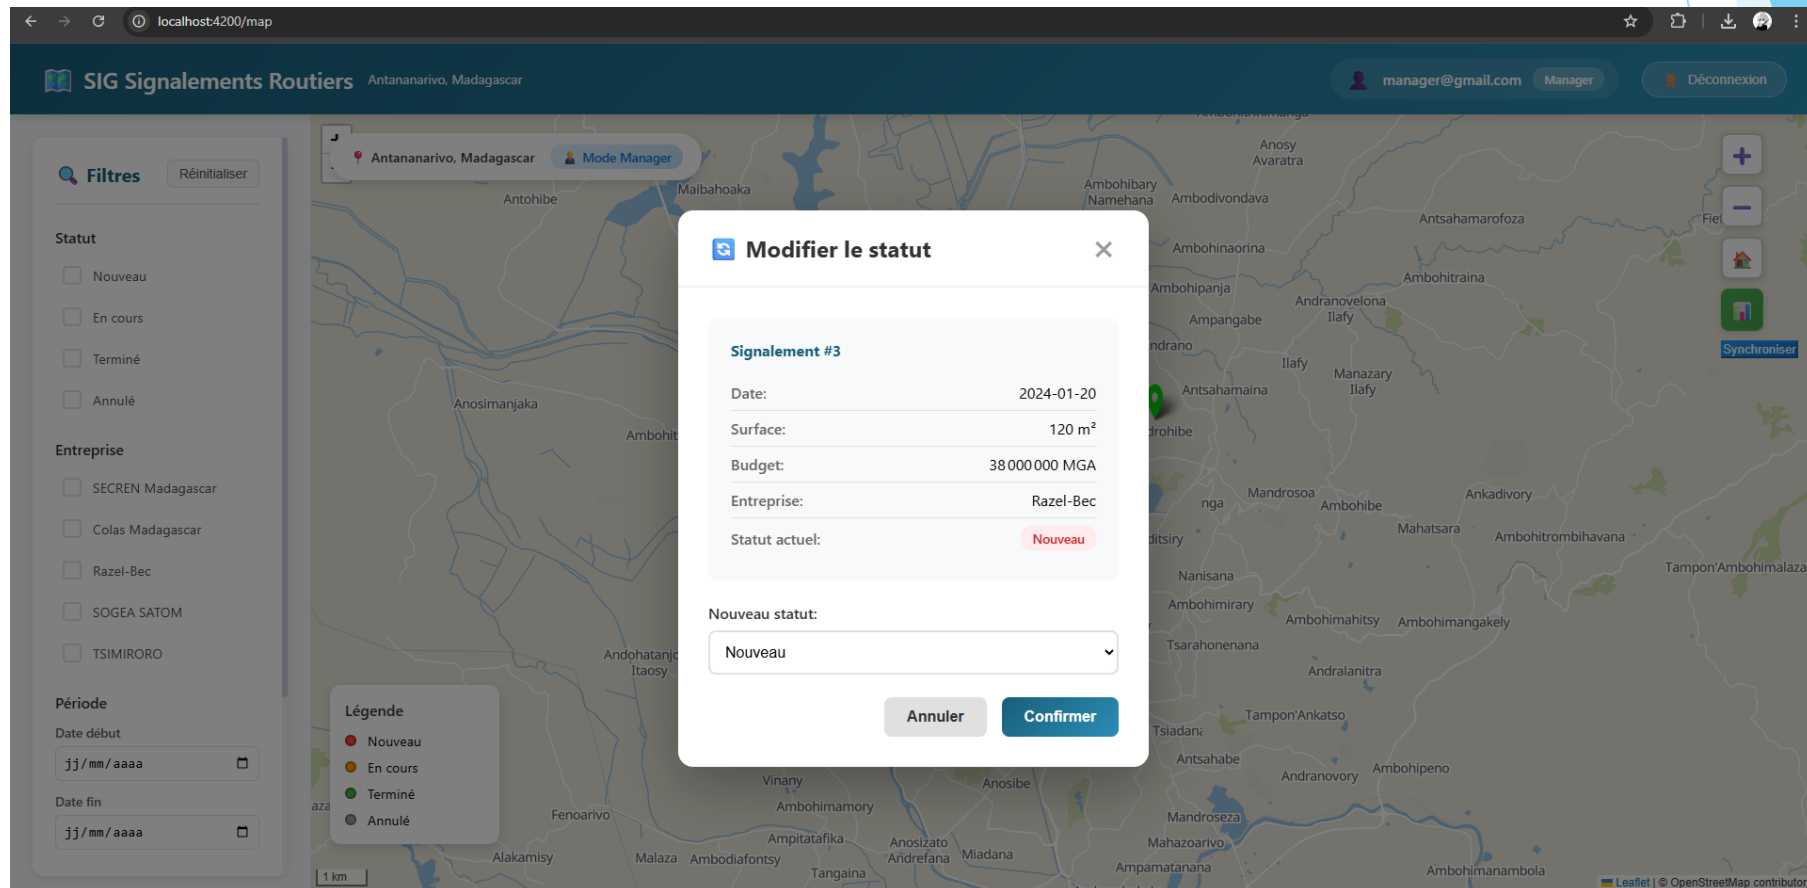 localhost:4200/map
SIG Signalements Routiers Antananarivo, Madagascar
manager@gmail.com Manager
Déconnexion
Filtres
Réinitialiser
Statut
Nouveau
En cours
Terminé
Annulé
Entreprise
SECREN Madagascar
Colas Madagascar
Razel-Bec
SOGEA SATOM
TSIMIRORO
Période
Date début
jj/mm/aaaa
Date fin
jj/mm/aaaa
Antananarivo, Madagascar
Mode Manager
Légende
Nouveau
En cours
Terminé
Annulé
1 km
Modifier le statut
Signalement #3
Date: 2024-01-20
Surface: 120 m²
Budget: 38 000 000 MGA
Entreprise: Razel-Bec
Statut actuel: Nouveau
Nouveau statut:
Nouveau
Annuler
Confirmer
Synchroniser
Anosy
Avaratra
Maibahoaka
Antohibe
Ambohibary
Namehana
Ambodivondava
Antsahamarofoza
Ambohinaorina
Ambohitraina
Ambohipanja
Andranovelona
Ilafy
Ampangabe
Ilafy
Manazary
Ilafy
Antsahamaina
Anosimanjaka
Mandrosoa
Ambohibe
Ankadivory
Mahatsara
Ambohitrombihavana
Tampon'Ambohimalaza
Nanisana
Ambohimirary
Ambohimahitsy
Ambohimangakely
Tsarahonenana
Itaosy
Andralanitra
Tampon'Ankatso
Antsahabe
Andranovory
Ambohipeno
Vinany
Anosibe
Ambohimamory
Fenoarivo
Mandroseza
Ampitatafika
Anosizato
Andrefana
Mahazoarivo
Alakamisy
Malaza
Ambodiafontsy
Miadana
Tangaina
Ampamatanana
Ambohimanambola
Leaflet | © OpenStreetMap contributor